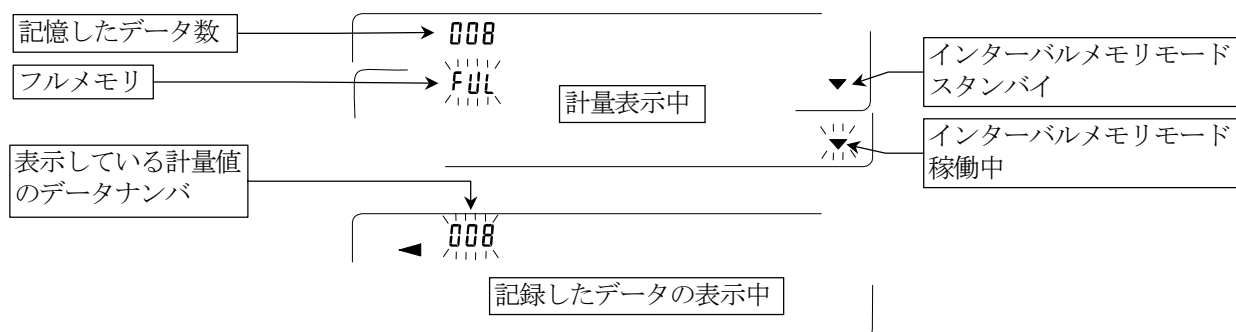 記憶したデータ数
008
フルメモリ
FUL
計量表示中
インターバルメモリモード
スタンバイ
インターバルメモリモード
稼働中
表示している計量値
のデータナンバ
008
記録したデータの表示中